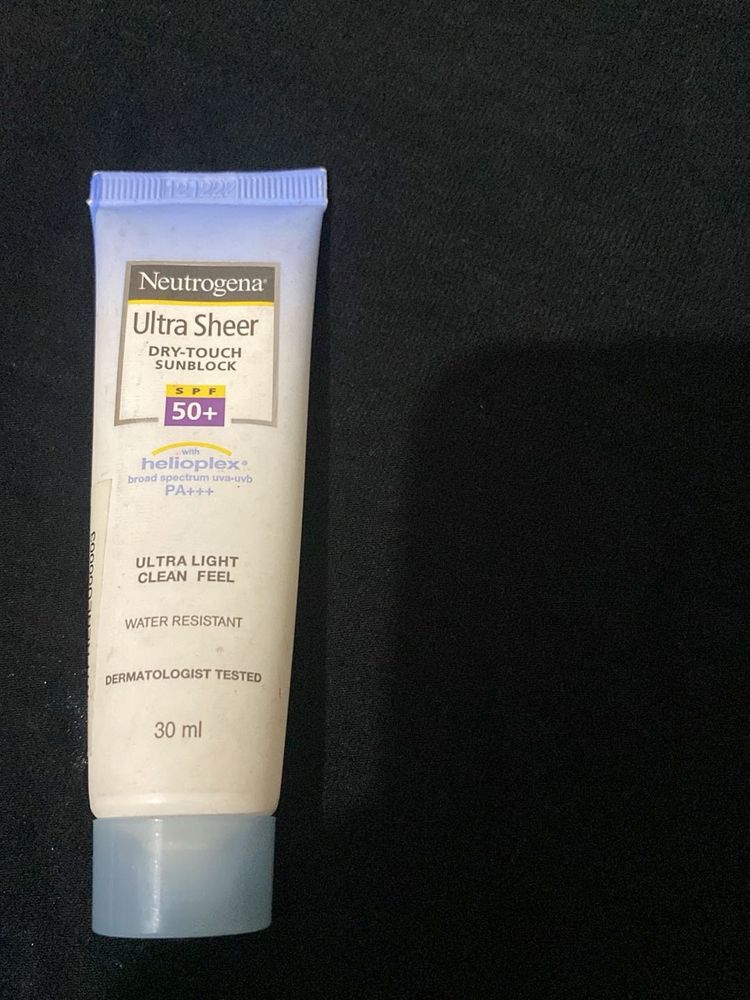 Neutrogena®
Ultra Sheer
DRY-TOUCH
SUNBLOCK
SPF
50+
with
helioplex®
broad spectrum uva-uvb
PA+++
ULTRA LIGHT
CLEAN FEEL
WATER RESISTANT
DERMATOLOGIST TESTED
30 ml